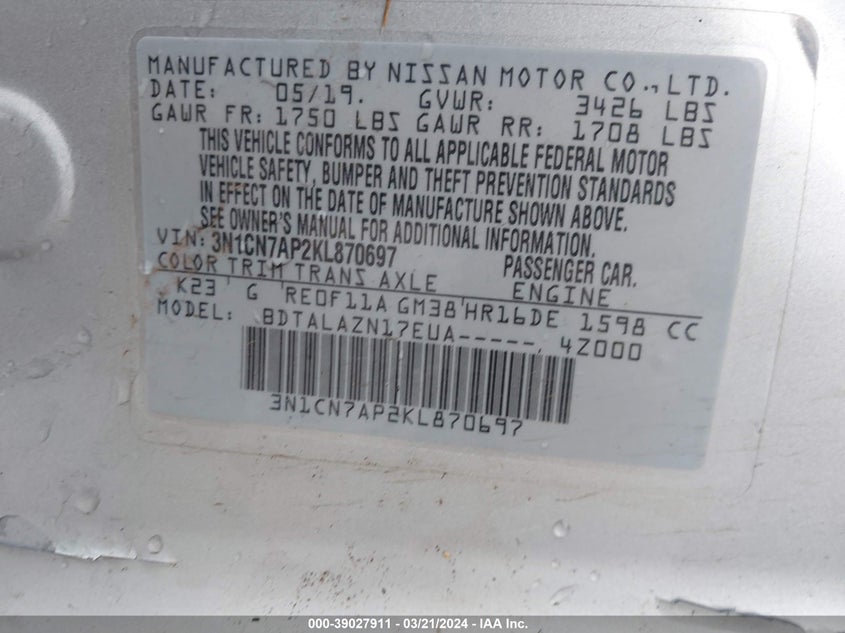 MANUFACTURED BY NISSAN MOTOR CO., LTD.
DATE: 05/19. GVWR: 3426 LBS
GAWR FR: 1750 LBS GAWR RR: 1708 LBS
THIS VEHICLE CONFORMS TO ALL APPLICABLE FEDERAL MOTOR
VEHICLE SAFETY, BUMPER AND THEFT PREVENTION STANDARDS
IN EFFECT ON THE DATE OF MANUFACTURE SHOWN ABOVE.
SEE OWNER'S MANUAL FOR ADDITIONAL INFORMATION.
VIN: 3N1CN7AP2KL870697 PASSENGER CAR.
COLOR TRIM TRANS AXLE ENGINE
K23 ' G 'RE0F11A GM38'HR16DE 1598 CC
MODEL: BDTALAZN17EUA-----, 4Z000
3N1CN7AP2KL870697
000-39027911 - 03/21/2024 - IAA Inc.